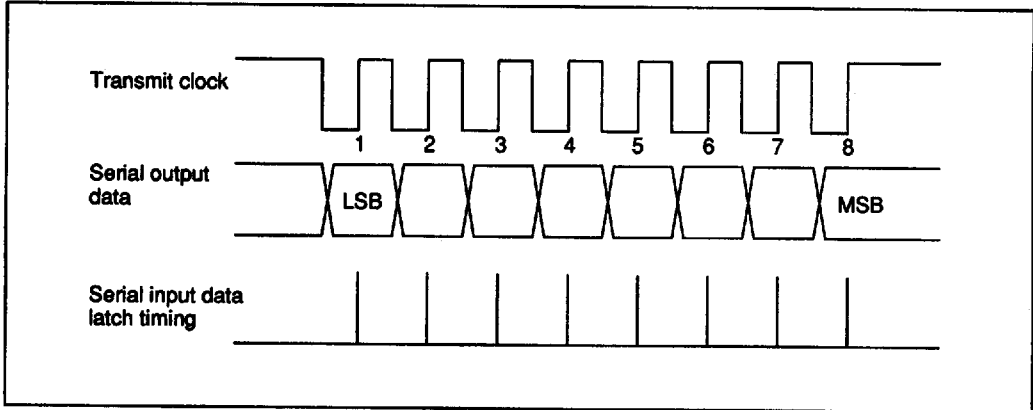 Transmit clock
1 2 3 4 5 6 7 8
Serial output
data
LSB MSB
Serial input data
latch timing